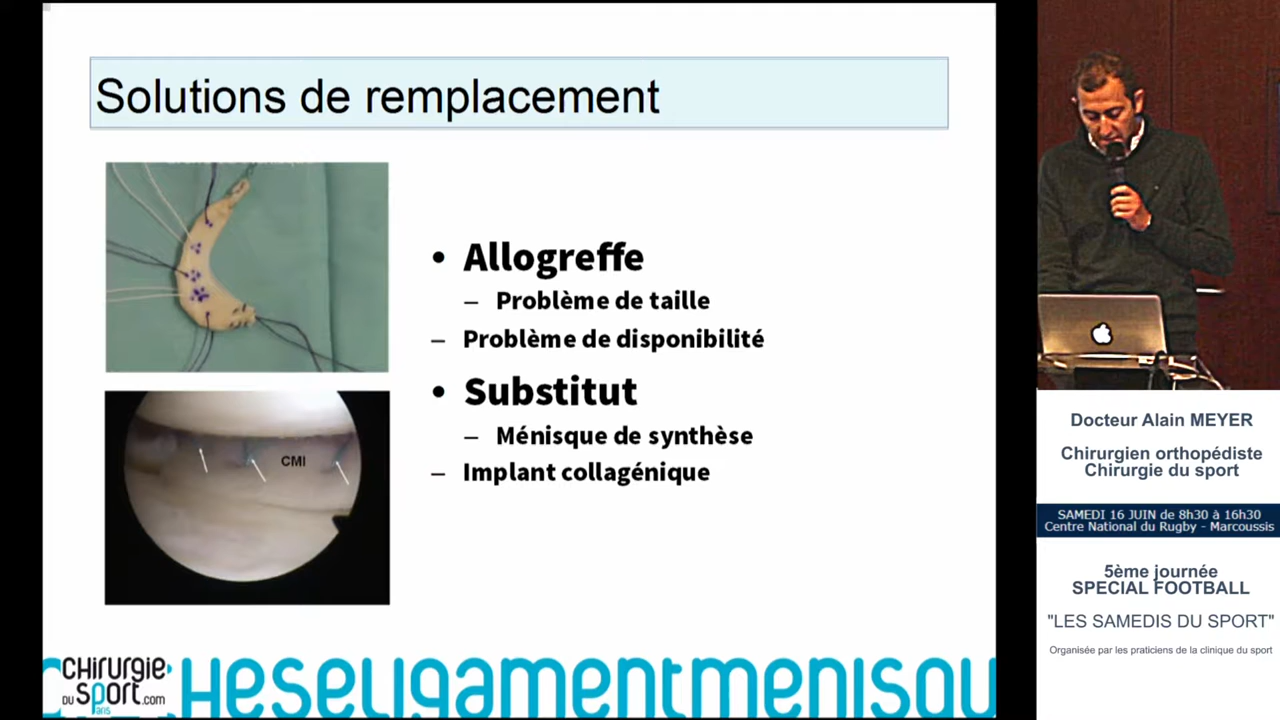 Solutions de remplacement
• Allogreffe
– Problème de taille
– Problème de disponibilité
• Substitut
– Ménisque de synthèse
– Implant collagénique
CMI
CHIRURGIE
DU SPORT.com
Paris
HESELIGAMENTMENISQU
Docteur Alain MEYER
Chirurgien orthopédiste
Chirurgie du sport
SAMEDI 16 JUIN de 8h30 à 16h30
Centre National du Rugby - Marcoussis
5ème journée
SPECIAL FOOTBALL
"LES SAMEDIS DU SPORT"
Organisée par les praticiens de la clinique du sport